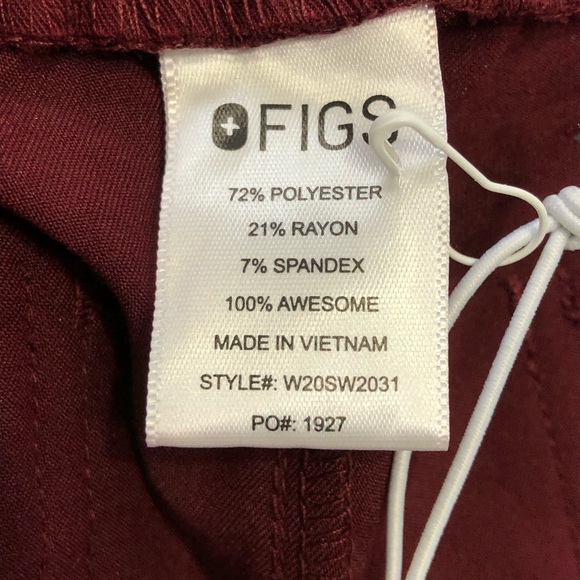 FIGS
72% POLYESTER
21% RAYON
7% SPANDEX
100% AWESOME
MADE IN VIETNAM
STYLE#: W20SW2031
PO#: 1927